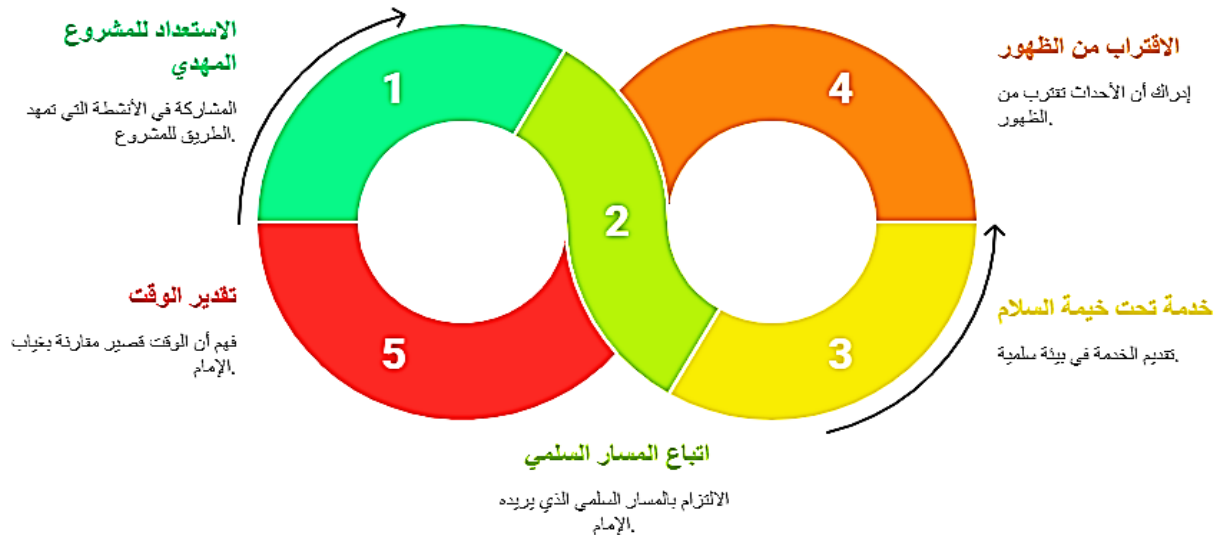 الاستعداد للمشروع
المهدي
المشاركة في الأنشطة التي تمهد
الطريق للمشروع.
1
2
اتباع المسار السلمي
الالتزام بالمسار السلمي الذي يريده
الإمام.
3
خدمة تحت خيمة السلام
تقديم الخدمة في بيئة سلمية.
4
الاقتراب من الظهور
إدراك أن الأحداث تقترب من
الظهور.
5
تقدير الوقت
فهم أن الوقت قصير مقارنة بغياب
الإمام.